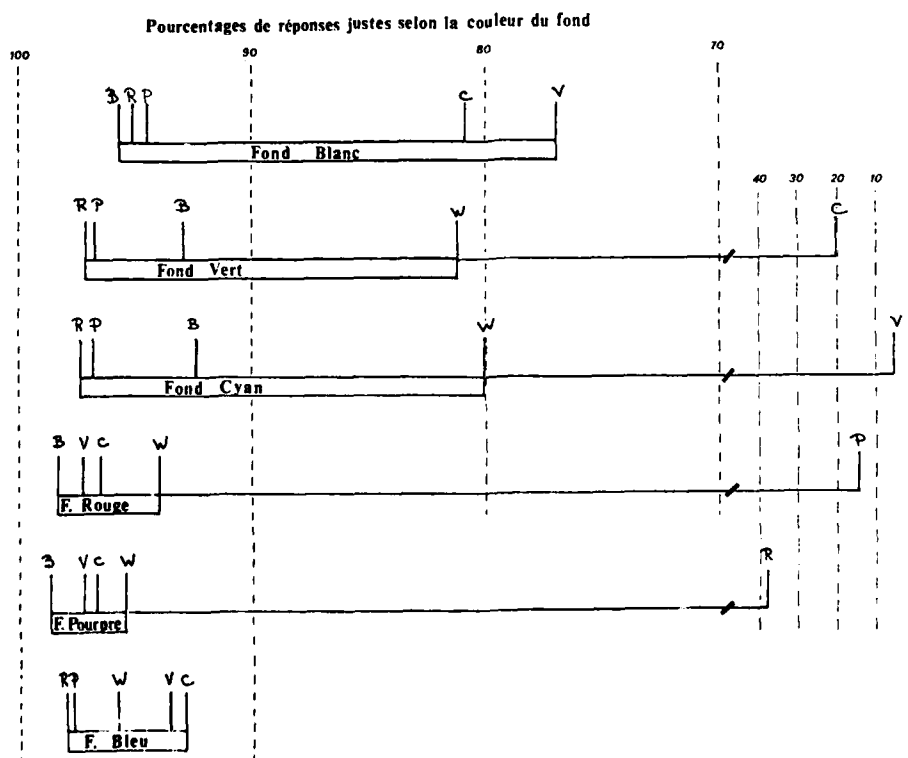 Pourcentages de réponses justes selon la couleur du fond
100 90 80 70
B R P C V
Fond Blanc
40 30 20 10
R P B W C
Fond Vert
R P B W V
Fond Cyan
B V C W P
F. Rouge
B V C W R
F. Pourpre
R P W V C
F. Bleu